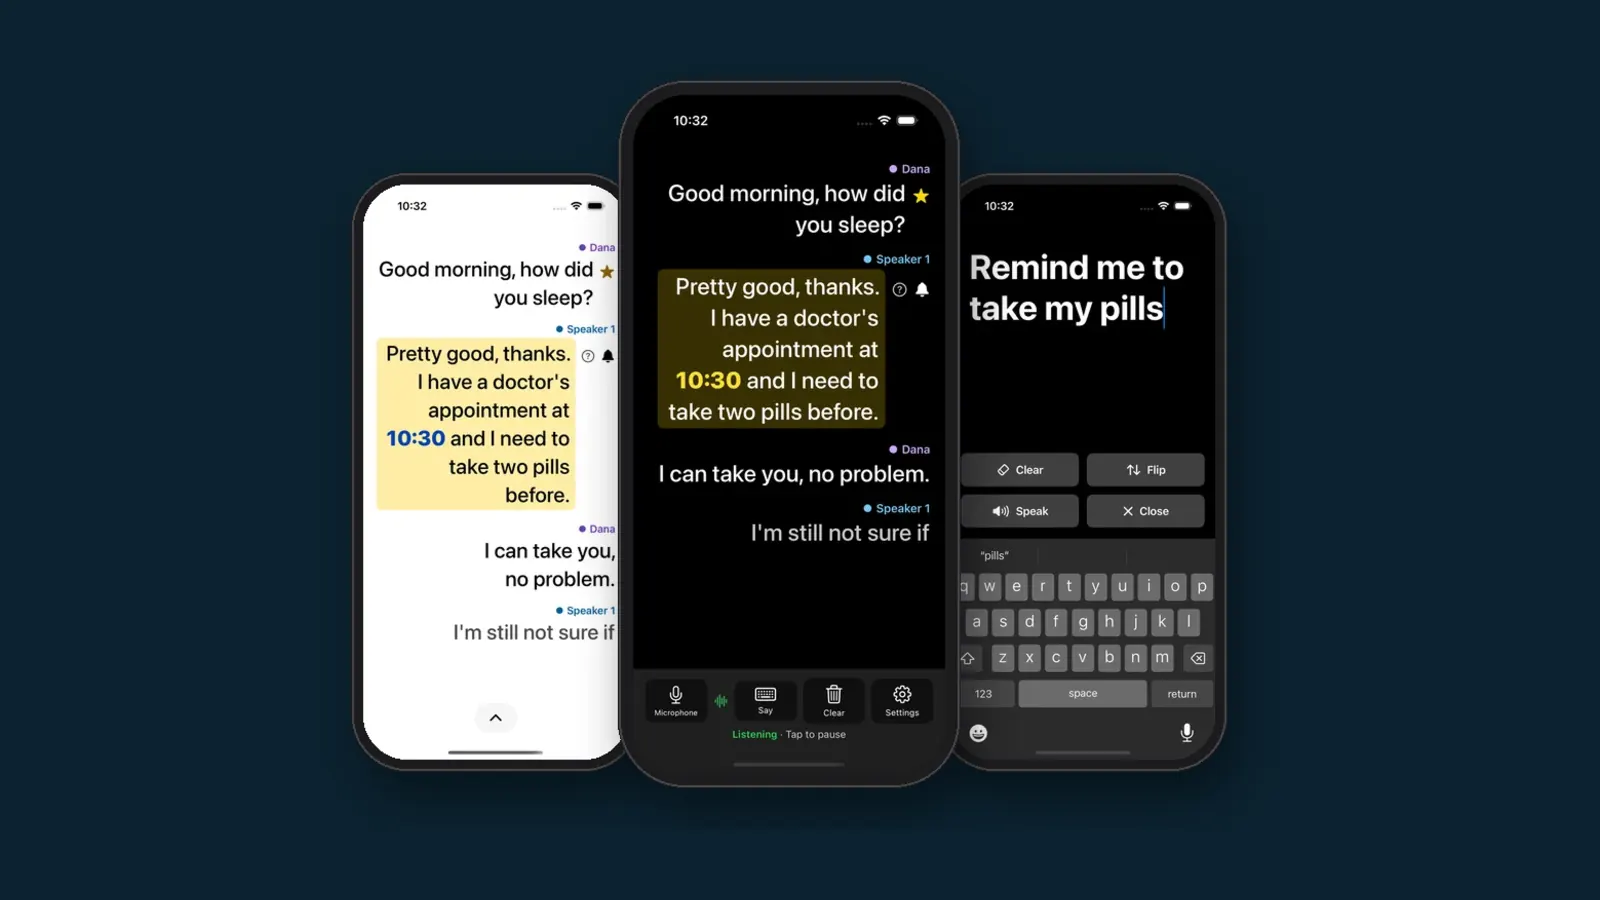 10:32
Dana
Good morning, how did
you sleep?
Speaker 1
Pretty good, thanks.
I have a doctor's
appointment at
10:30 and I need to
take two pills
before.
Dana
I can take you,
no problem.
Speaker 1
I'm still not sure if
10:32
Dana
Good morning, how did
you sleep?
Speaker 1
Pretty good, thanks.
I have a doctor's
appointment at
10:30 and I need to
take two pills before.
Dana
I can take you, no problem.
Speaker 1
I'm still not sure if
Microphone
Say
Clear
Settings
Listening · Tap to pause
10:32
Remind me to
take my pills
Clear
Flip
Speak
Close
"pills"
q w e r t y u i o p
a s d f g h j k l
z x c v b n m
123 space return